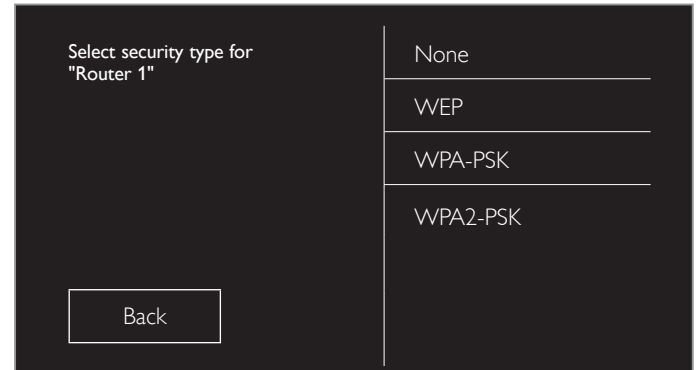 Select security type for
"Router 1"
None
WEP
WPA-PSK
WPA2-PSK
Back